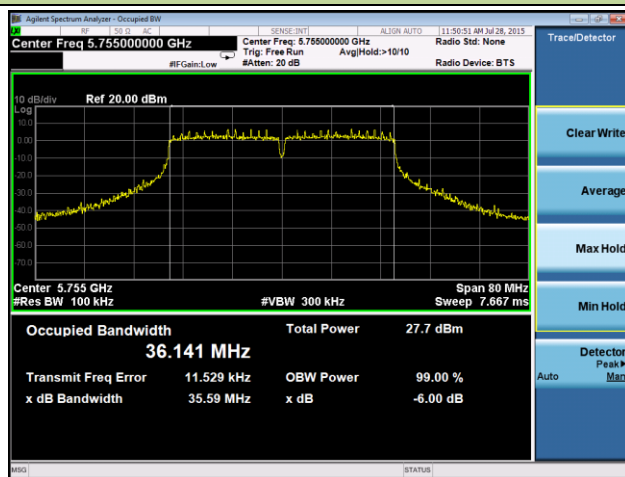 Agilent Spectrum Analyzer - Occupied BW
RF 50 Ω AC SENSE:INT ALIGN AUTO 11:50:51 AM Jul 28, 2015
Center Freq 5.755000000 GHz
Center Freq: 5.755000000 GHz
Radio Std: None
Trig: Free Run Avg|Hold:>10/10
#IFGain:Low #Atten: 20 dB Radio Device: BTS
Trace/Detector
10 dB/div Ref 20.00 dBm
Log
10.0
0.00
-10.0
-20.0
-30.0
-40.0
-50.0
-60.0
-70.0
Center 5.755 GHz Span 80 MHz
#Res BW 100 kHz #VBW 300 kHz Sweep 7.667 ms
Occupied Bandwidth Total Power 27.7 dBm
36.141 MHz
Transmit Freq Error 11.529 kHz OBW Power 99.00 %
x dB Bandwidth 35.59 MHz x dB -6.00 dB
Clear Write
Average
Max Hold
Min Hold
Detector
Peak▶
Auto Man
MSG STATUS